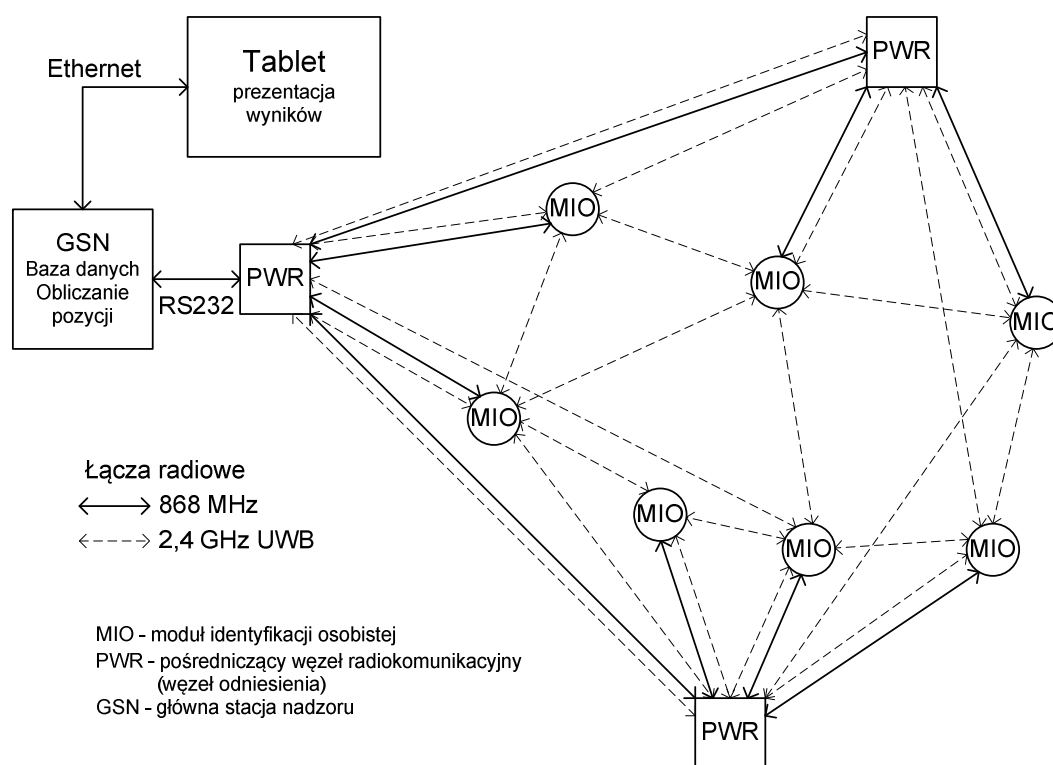 Ethernet
Tablet
prezentacja
wyników
PWR
GSN
Baza danych
Obliczanie
pozycji
RS232
PWR
MIO
MIO
MIO
MIO
MIO
MIO
MIO
PWR
Łącza radiowe
868 MHz
2,4 GHz UWB
MIO - moduł identyfikacji osobistej
PWR - pośredniczący węzeł radiokomunikacyjny
(węzeł odniesienia)
GSN - główna stacja nadzoru